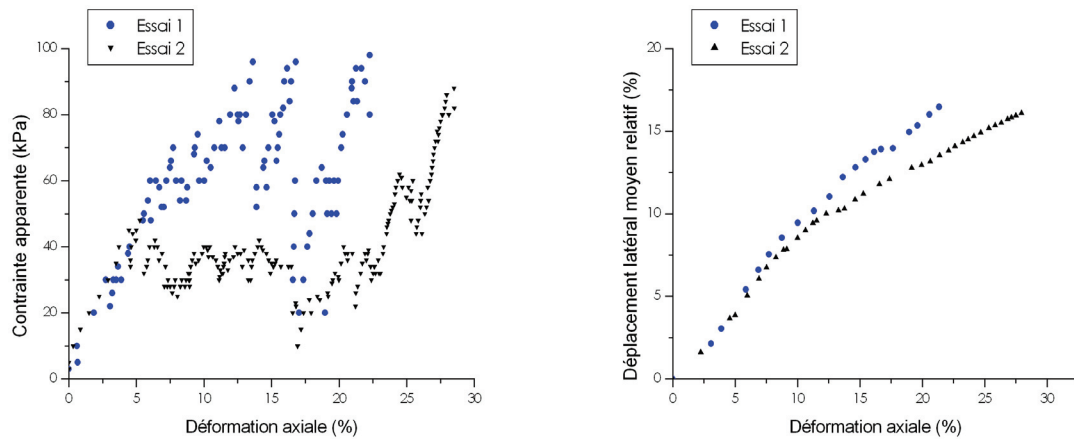 Essai 1
Essai 2
100
80
60
40
20
0
Contrainte apparente (kPa)
0 5 10 15 20 25 30
Déformation axiale (%)
Essai 1
Essai 2
20
15
10
5
0
Déplacement latéral moyen relatif (%)
0 5 10 15 20 25 30
Déformation axiale (%)